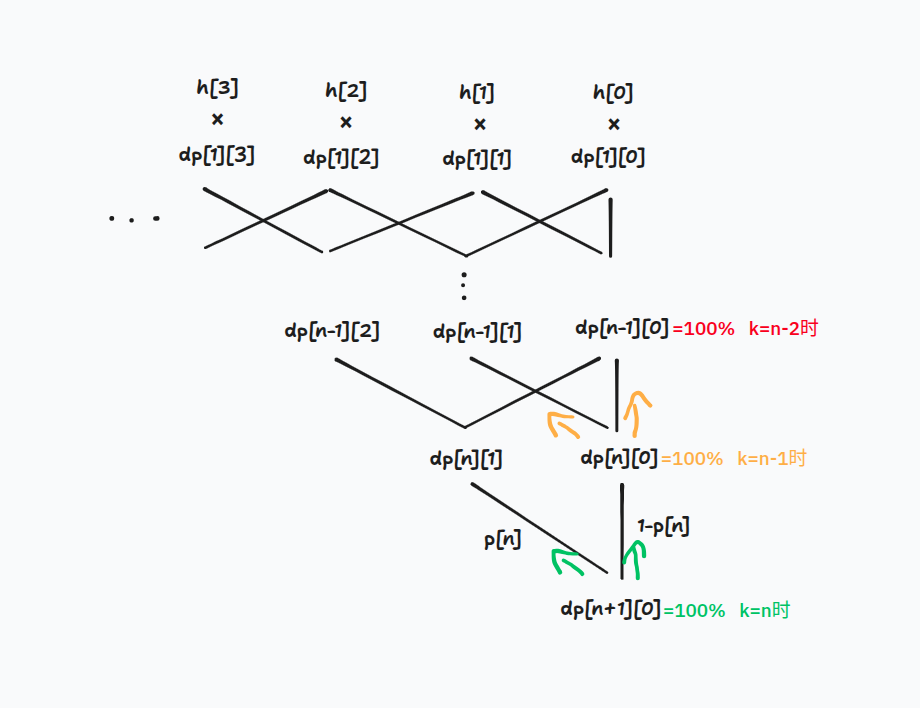 h[3] h[2] h[1] h[0]
× × × ×
dp[1][3] dp[1][2] dp[1][1] dp[1][0]
dp[n-1][2] dp[n-1][1] dp[n-1][0]=100% k=n-2时
dp[n][1] dp[n][0]=100% k=n-1时
p[n] 1-p[n]
dp[n+1][0]=100% k=n时